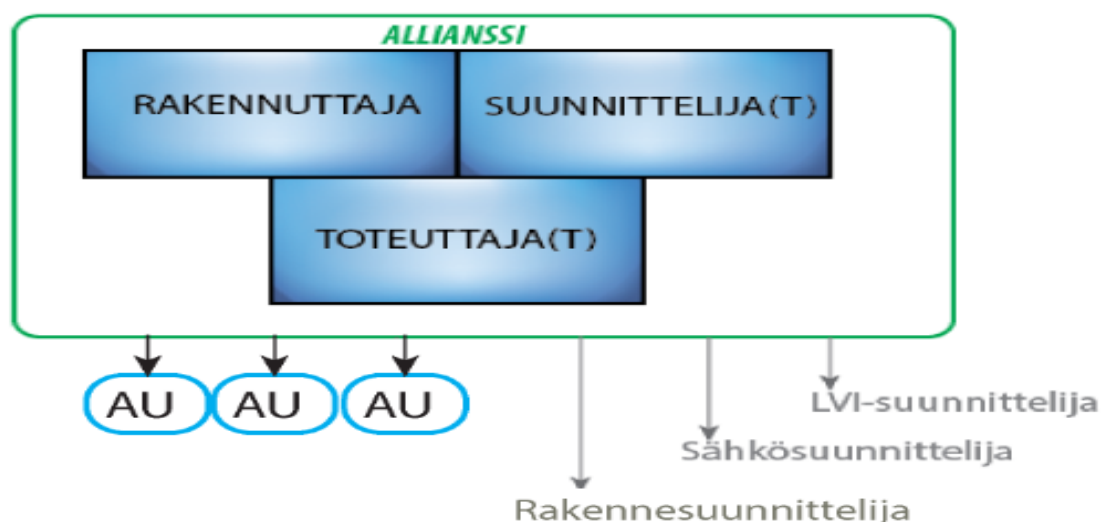 ALLIANSSI
RAKENNUTTAJA
SUUNNITTELIJA(T)
TOTEUTTAJA(T)
AU
AU
AU
LVI-suunnittelija
Sähkösuunnittelija
Rakennesuunnittelija